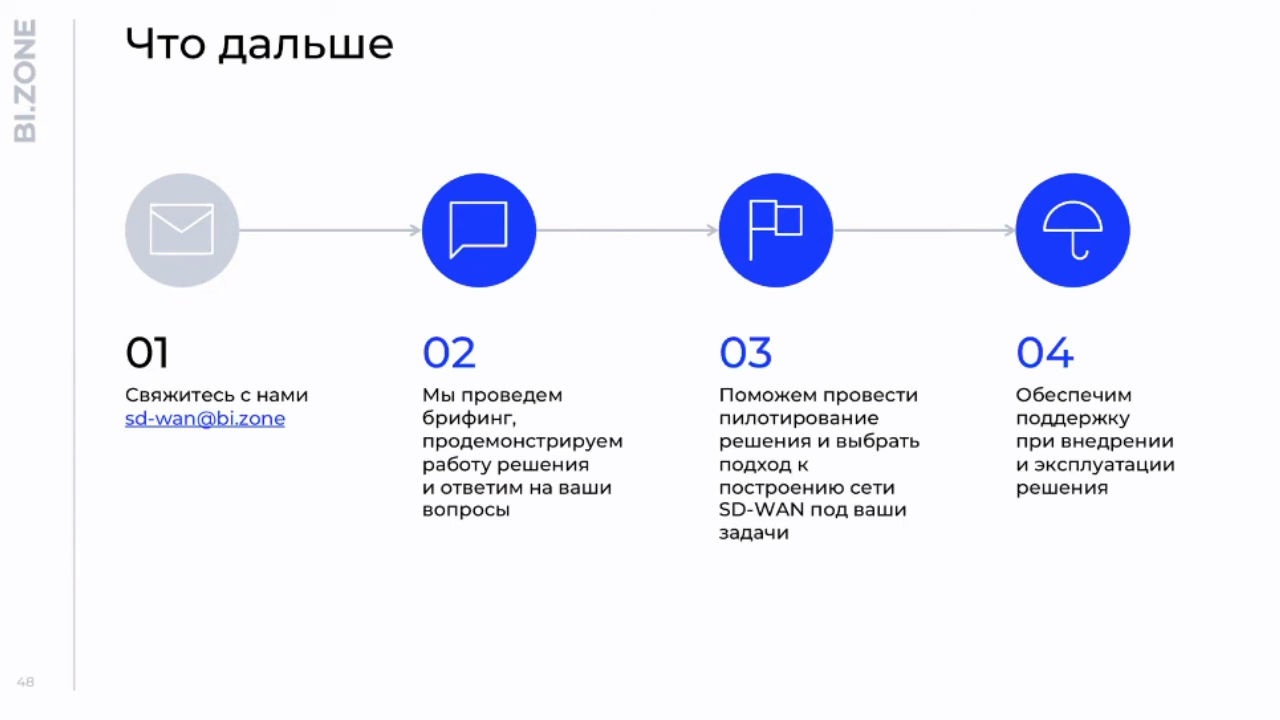 BI.ZONE
Что дальше
01
Свяжитесь с нами
sd-wan@bi.zone
02
Мы проведем
брифинг,
продемонстрируем
работу решения
и ответим на ваши
вопросы
03
Поможем провести
пилотирование
решения и выбрать
подход к
построению сети
SD-WAN под ваши
задачи
04
Обеспечим
поддержку
при внедрении
и эксплуатации
решения
48